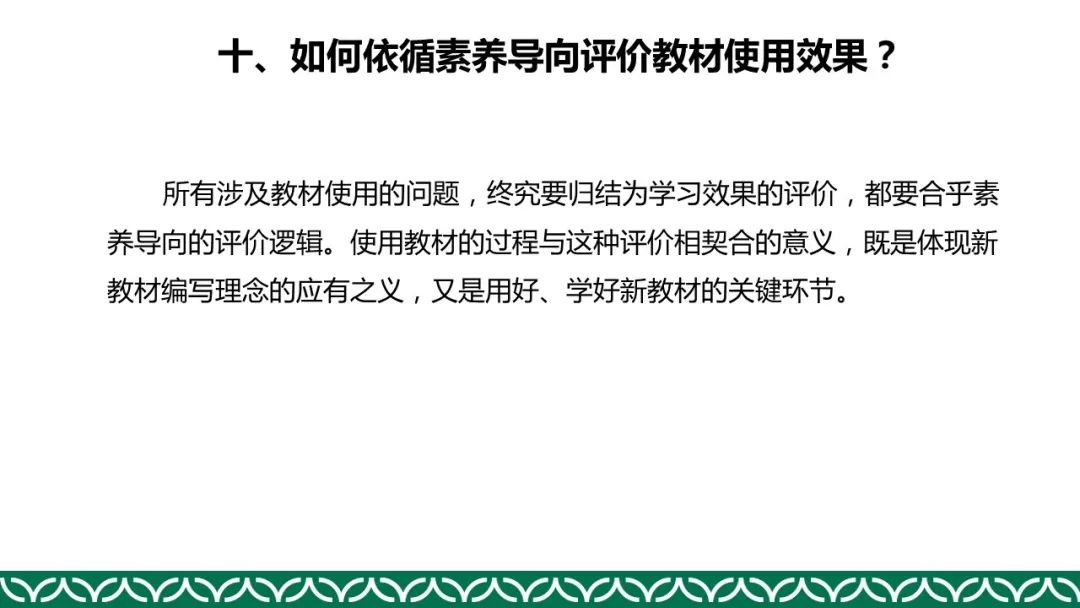 十、如何依循素养导向评价教材使用效果？
所有涉及教材使用的问题，终究要归结为学习效果的评价，都要合乎素
养导向的评价逻辑。使用教材的过程与这种评价相契合的意义，既是体现新
教材编写理念的应有之义，又是用好、学好新教材的关键环节。